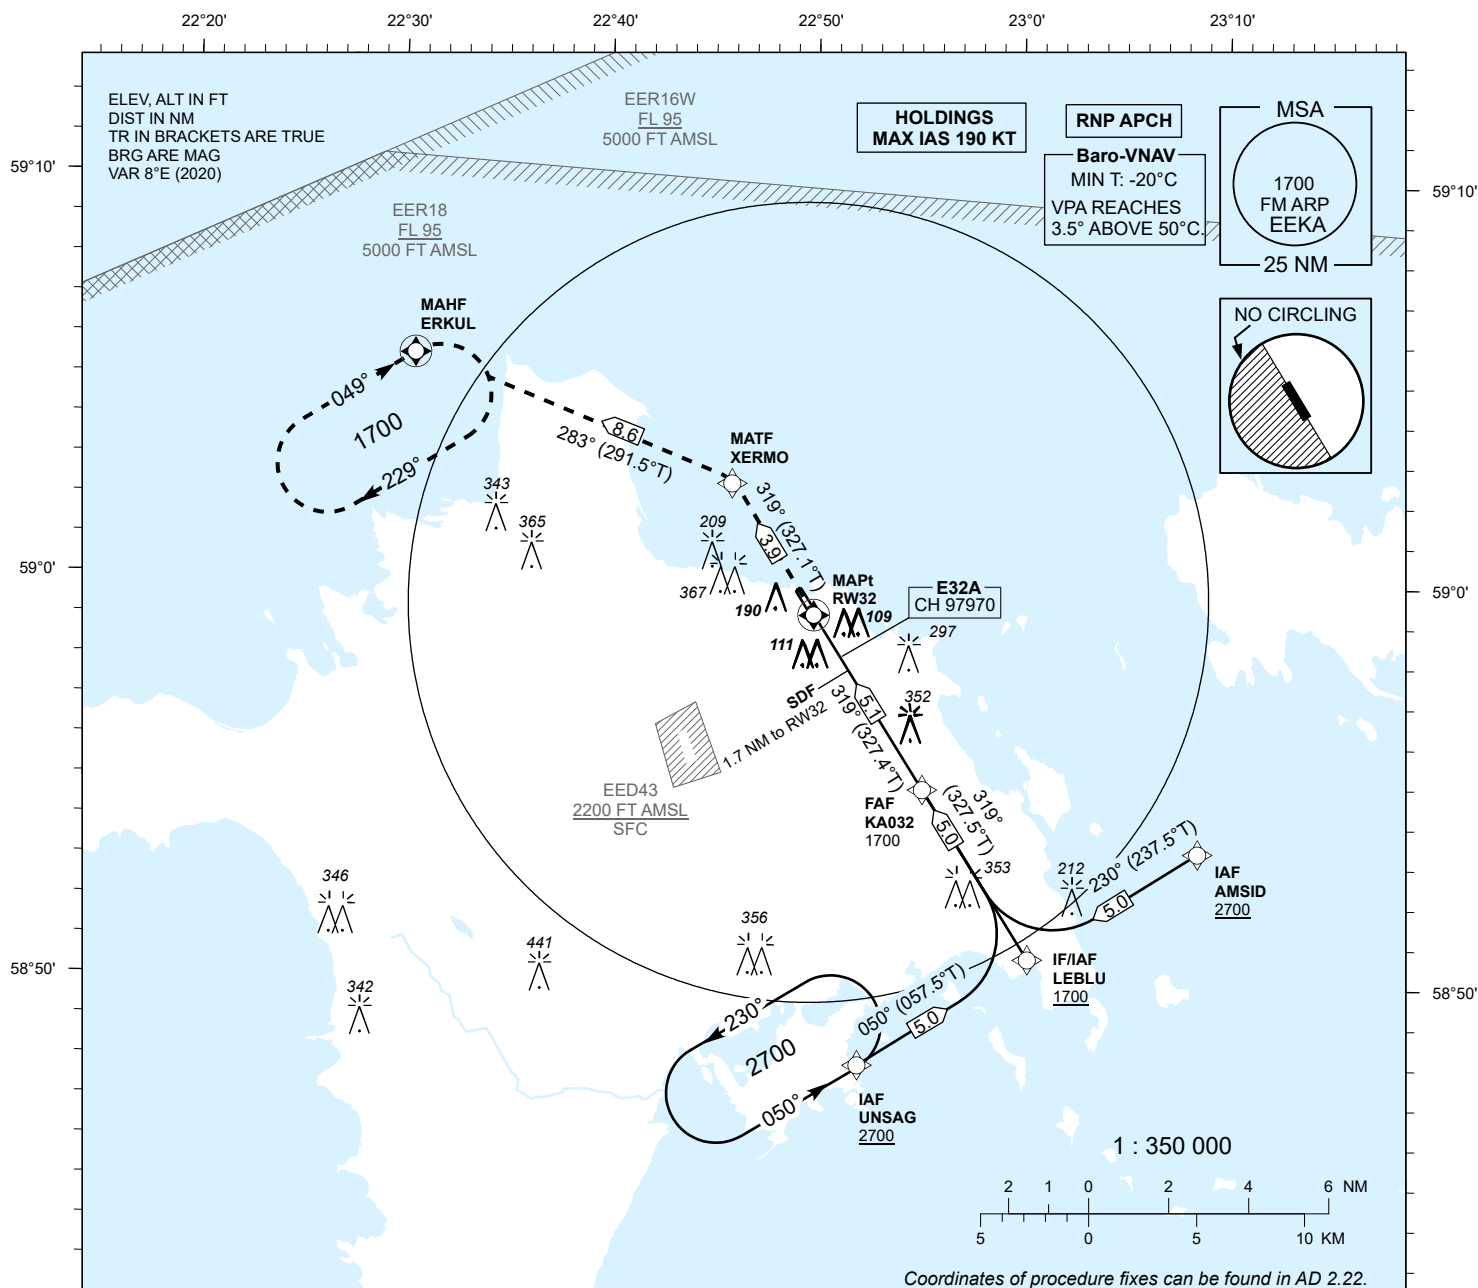 22°20'
22°30'
22°40'
22°50'
23°0'
23°10'
ELEV, ALT IN FT
DIST IN NM
TR IN BRACKETS ARE TRUE
BRG ARE MAG
VAR 8°E (2020)
EER16W
FL 95
5000 FT AMSL
HOLDINGS
MAX IAS 190 KT
RNP APCH
Baro-VNAV
MIN T: -20°C
VPA REACHES
3.5° ABOVE 50°C.
MSA
1700
FM ARP
EEKA
25 NM
59°10'
59°10'
EER18
FL 95
5000 FT AMSL
NO CIRCLING
MAHF
ERKUL
049°
1700
229°
8.6
283° (291.5°T)
MATF
XERMO
319° (327.1°T)
3.9
343
365
209
367
190
59°0'
59°0'
MAPt
RW32
109
111
E32A
CH 97970
297
SDF
1.7 NM to RW32
5.1
319° (327.4°T)
352
EED43
2200 FT AMSL
SFC
FAF
KA032
1700
319°
(327.5°T)
5.0
353
212
230° (237.5°T)
5.0
IAF
AMSID
2700
346
356
441
342
58°50'
58°50'
IF/IAF
LEBLU
1700
050° (057.5°T)
5.0
230°
2700
050°
IAF
UNSAG
2700
1 : 350 000
2 1 0 2 4 6 NM
5 0 5 10 KM
Coordinates of procedure fixes can be found in AD 2.22.